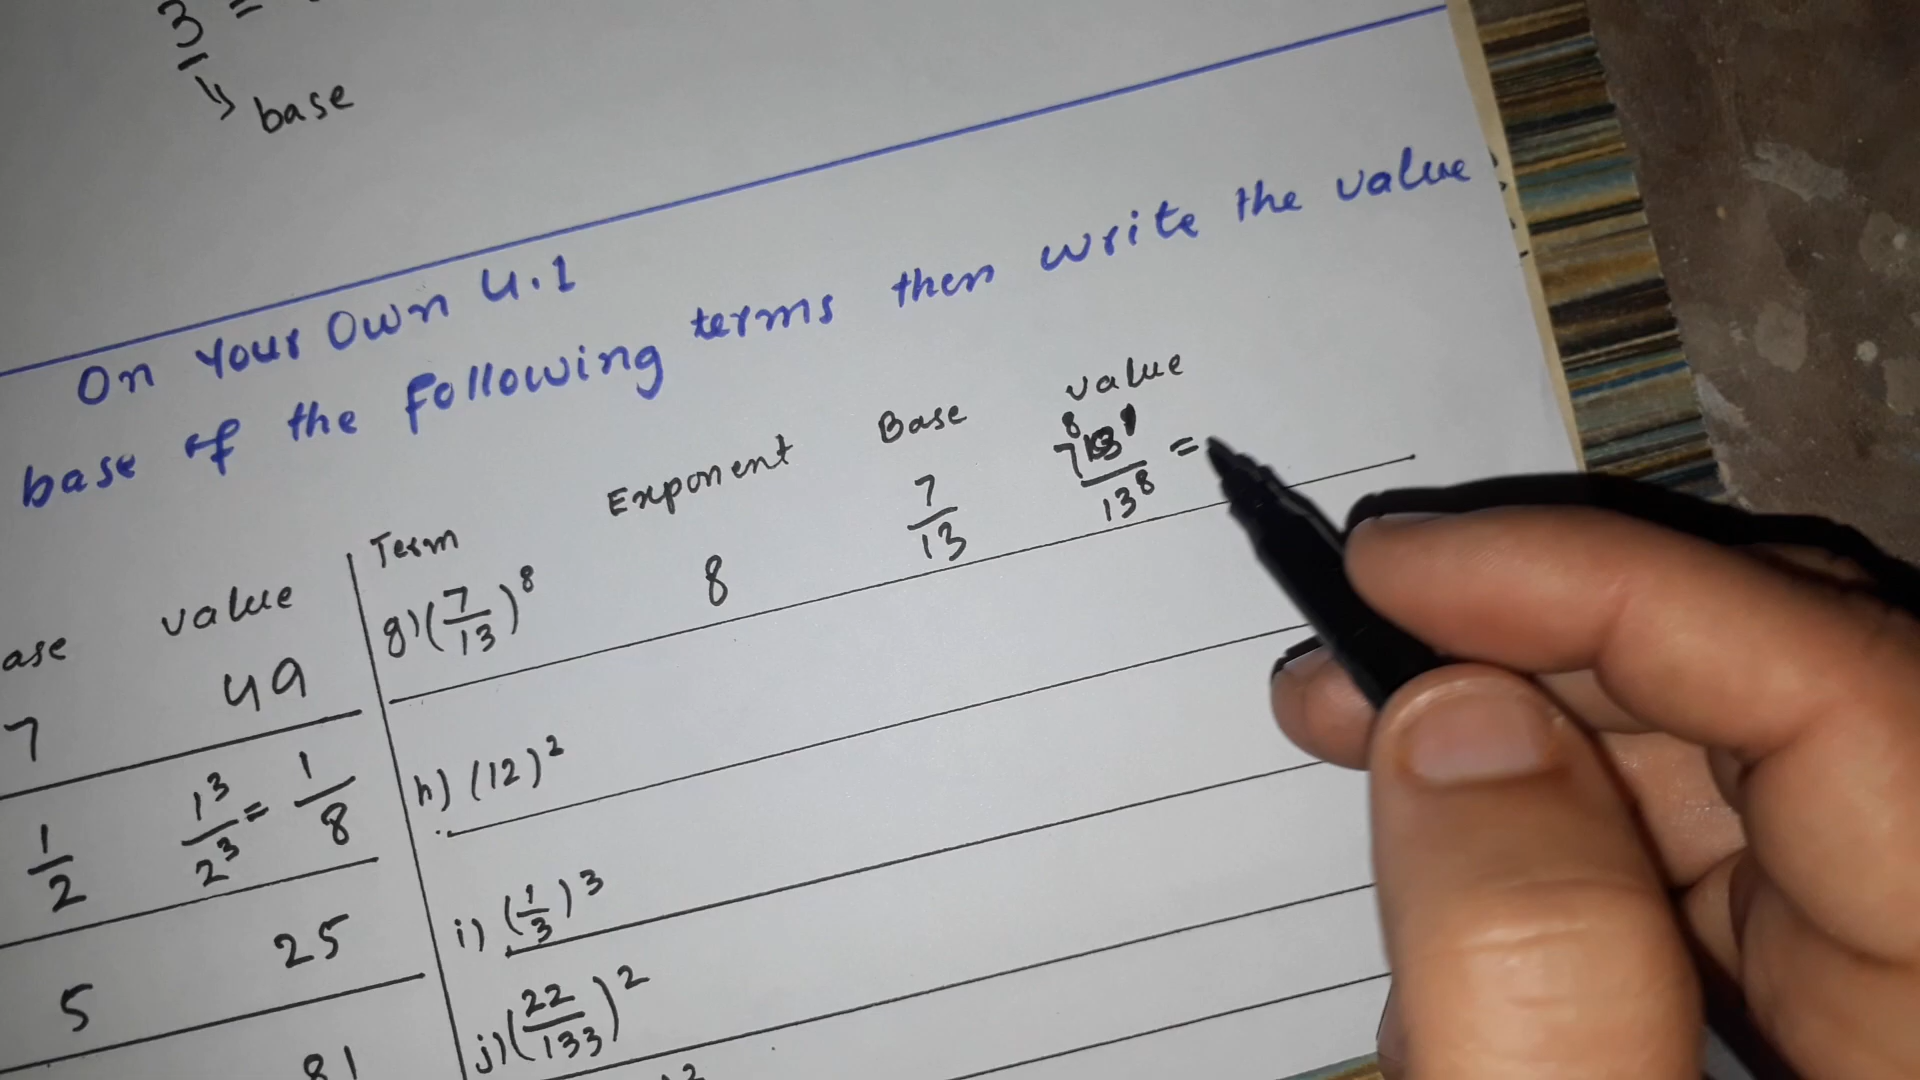 3 =
base
On Your Own 4.1
base of the following terms then write the value
ase value
7 49
1/2 1^3/2^3 = 1/8
5 25
81
Term Exponent Base value
g) (7/13)^8 8 7/13 7^8/13^8 =
h) (12)^2
i) (1/3)^3
j) (22/133)^2